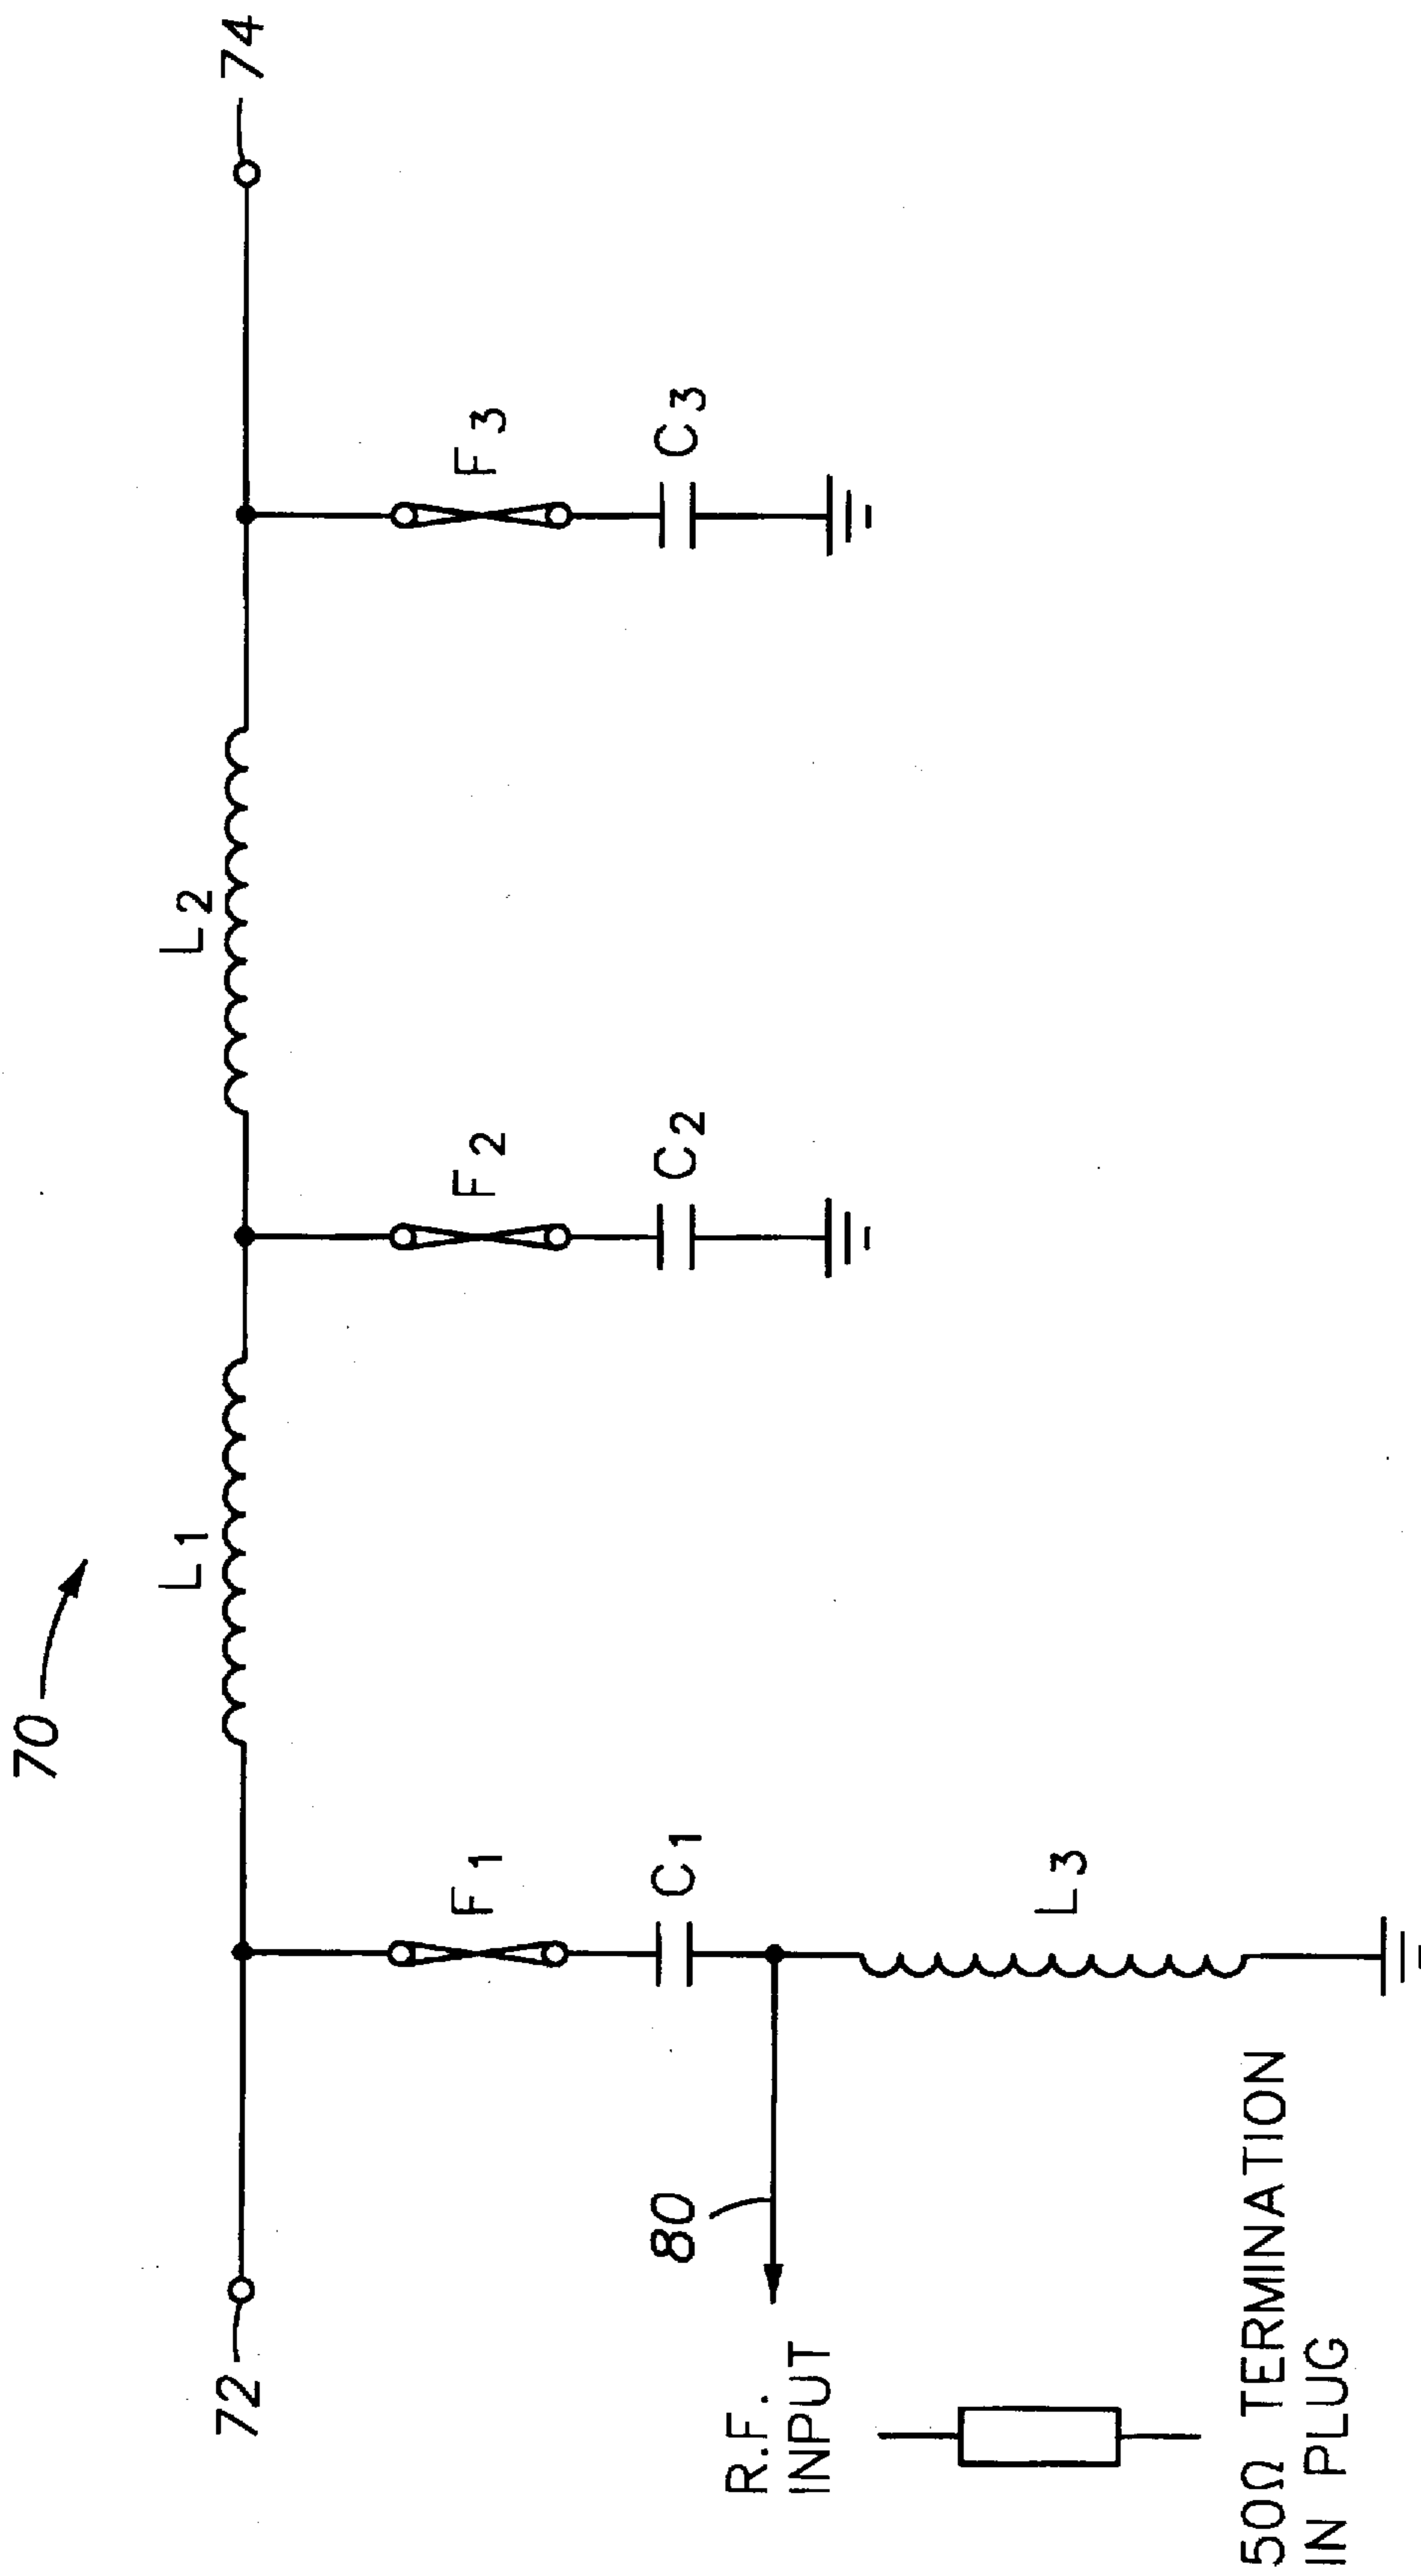 70
72
74
L1
L2
F1
F2
F3
C1
C2
C3
80
R.F.
INPUT
L3
50Ω TERMINATION
IN PLUG